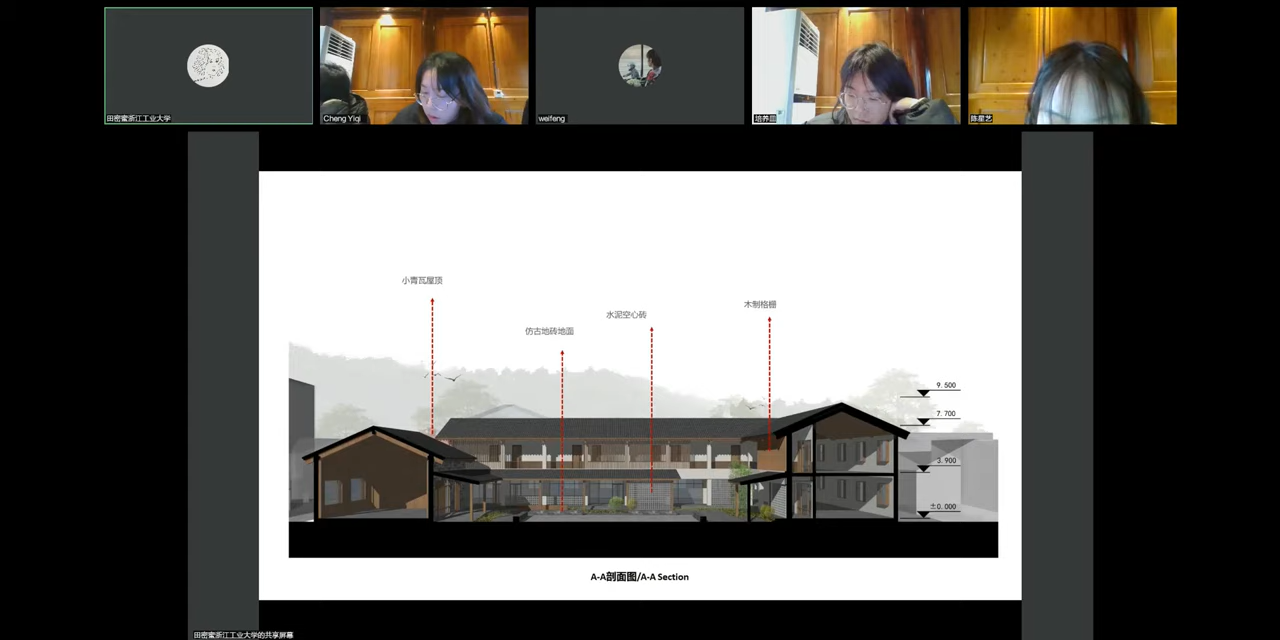 田密蜜浙江工业大学
Cheng Yiqi
weifeng
陈星艺
小青瓦屋顶
仿古地砖地面
水泥空心砖
木制格栅
9.500
7.700
3.900
±0.000
A-A剖面图/A-A Section
田密蜜浙江工业大学的共享屏幕